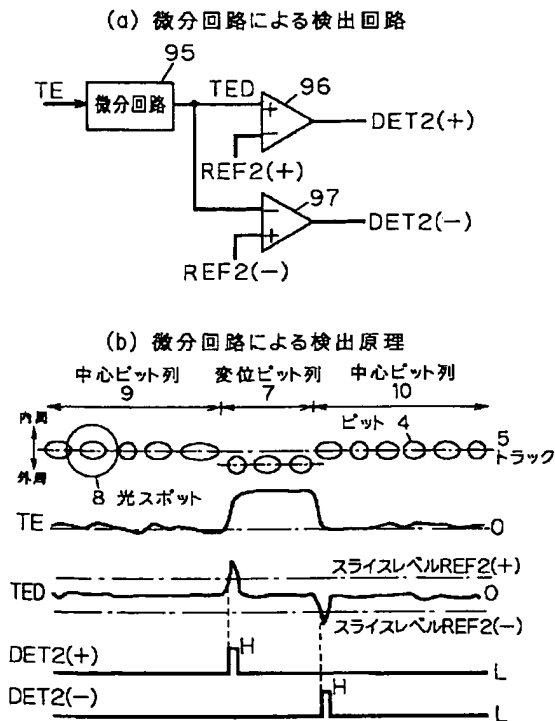 (a) 微分回路による検出回路
95
TE
微分回路
TED
96
DET2(+)
REF2(+)
97
DET2(−)
REF2(−)
(b) 微分回路による検出原理
中心ピット列 変位ピット列 中心ピット列
9 7 10
内周
外周
ピット 4
5
トラック
8 光スポット
TE
0
スライスレベルREF2(+)
TED
0
スライスレベルREF2(−)
DET2(+)
H
L
DET2(−)
H
L